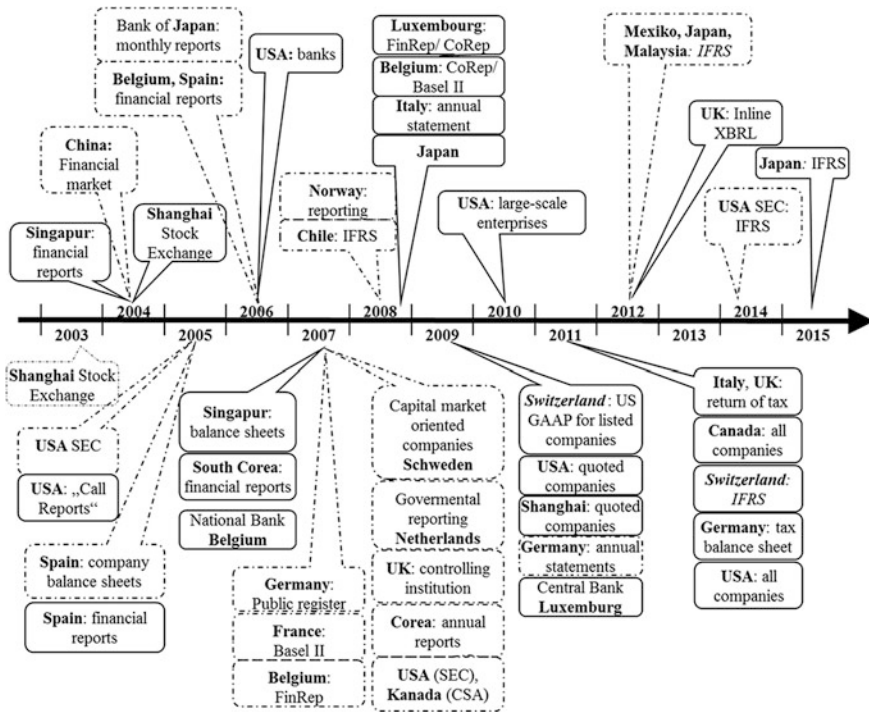 Bank of Japan:
monthly reports
Belgium, Spain:
financial reports
USA: banks
Luxembourg:
FinRep/ CoRep
Belgium: CoRep/
Basel II
Italy: annual
statement
Japan
Mexiko, Japan,
Malaysia: IFRS
UK: Inline
XBRL
Japan: IFRS
China:
Financial
market
Singapur:
financial
reports
Shanghai
Stock
Exchange
Norway:
reporting
Chile: IFRS
USA: large-scale
enterprises
USA SEC:
IFRS
2004
2006
2008
2010
2012
2014
2003
2005
2007
2009
2011
2013
2015
Shanghai Stock
Exchange
USA SEC
USA: „Call
Reports“
Spain: company
balance sheets
Spain: financial
reports
Singapur:
balance sheets
South Corea:
financial reports
National Bank
Belgium
Germany:
Public register
France:
Basel II
Belgium:
FinRep
Capital market
oriented
companies
Schweden
Govermental
reporting
Netherlands
UK: controlling
institution
Corea: annual
reports
USA (SEC),
Kanada (CSA)
Switzerland: US
GAAP for listed
companies
USA: quoted
companies
Shanghai: quoted
companies
Germany: annual
statements
Central Bank
Luxemburg
Italy, UK:
return of tax
Canada: all
companies
Switzerland:
IFRS
Germany: tax
balance sheet
USA: all
companies